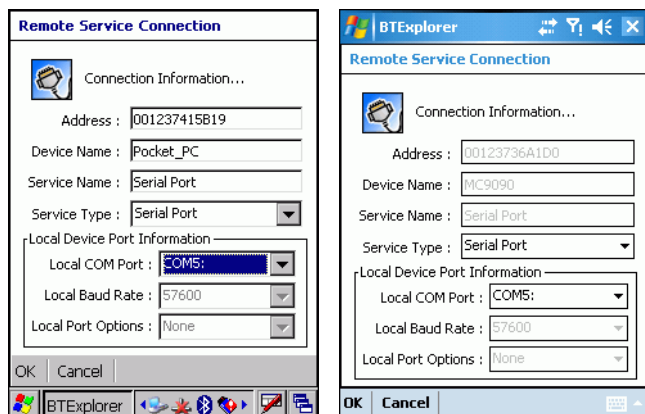 Remote Service Connection
Connection Information...
Address : 001237415B19
Device Name : Pocket_PC
Service Name : Serial Port
Service Type : Serial Port
Local Device Port Information
Local COM Port : COM5:
Local Baud Rate : 57600
Local Port Options : None
OK Cancel
BTExplorer
BTExplorer
Remote Service Connection
Connection Information...
Address : 00123736A1D0
Device Name : MC9090
Service Name : Serial Port
Service Type : Serial Port
Local Device Port Information
Local COM Port : COM5:
Local Baud Rate : 57600
Local Port Options : None
OK Cancel